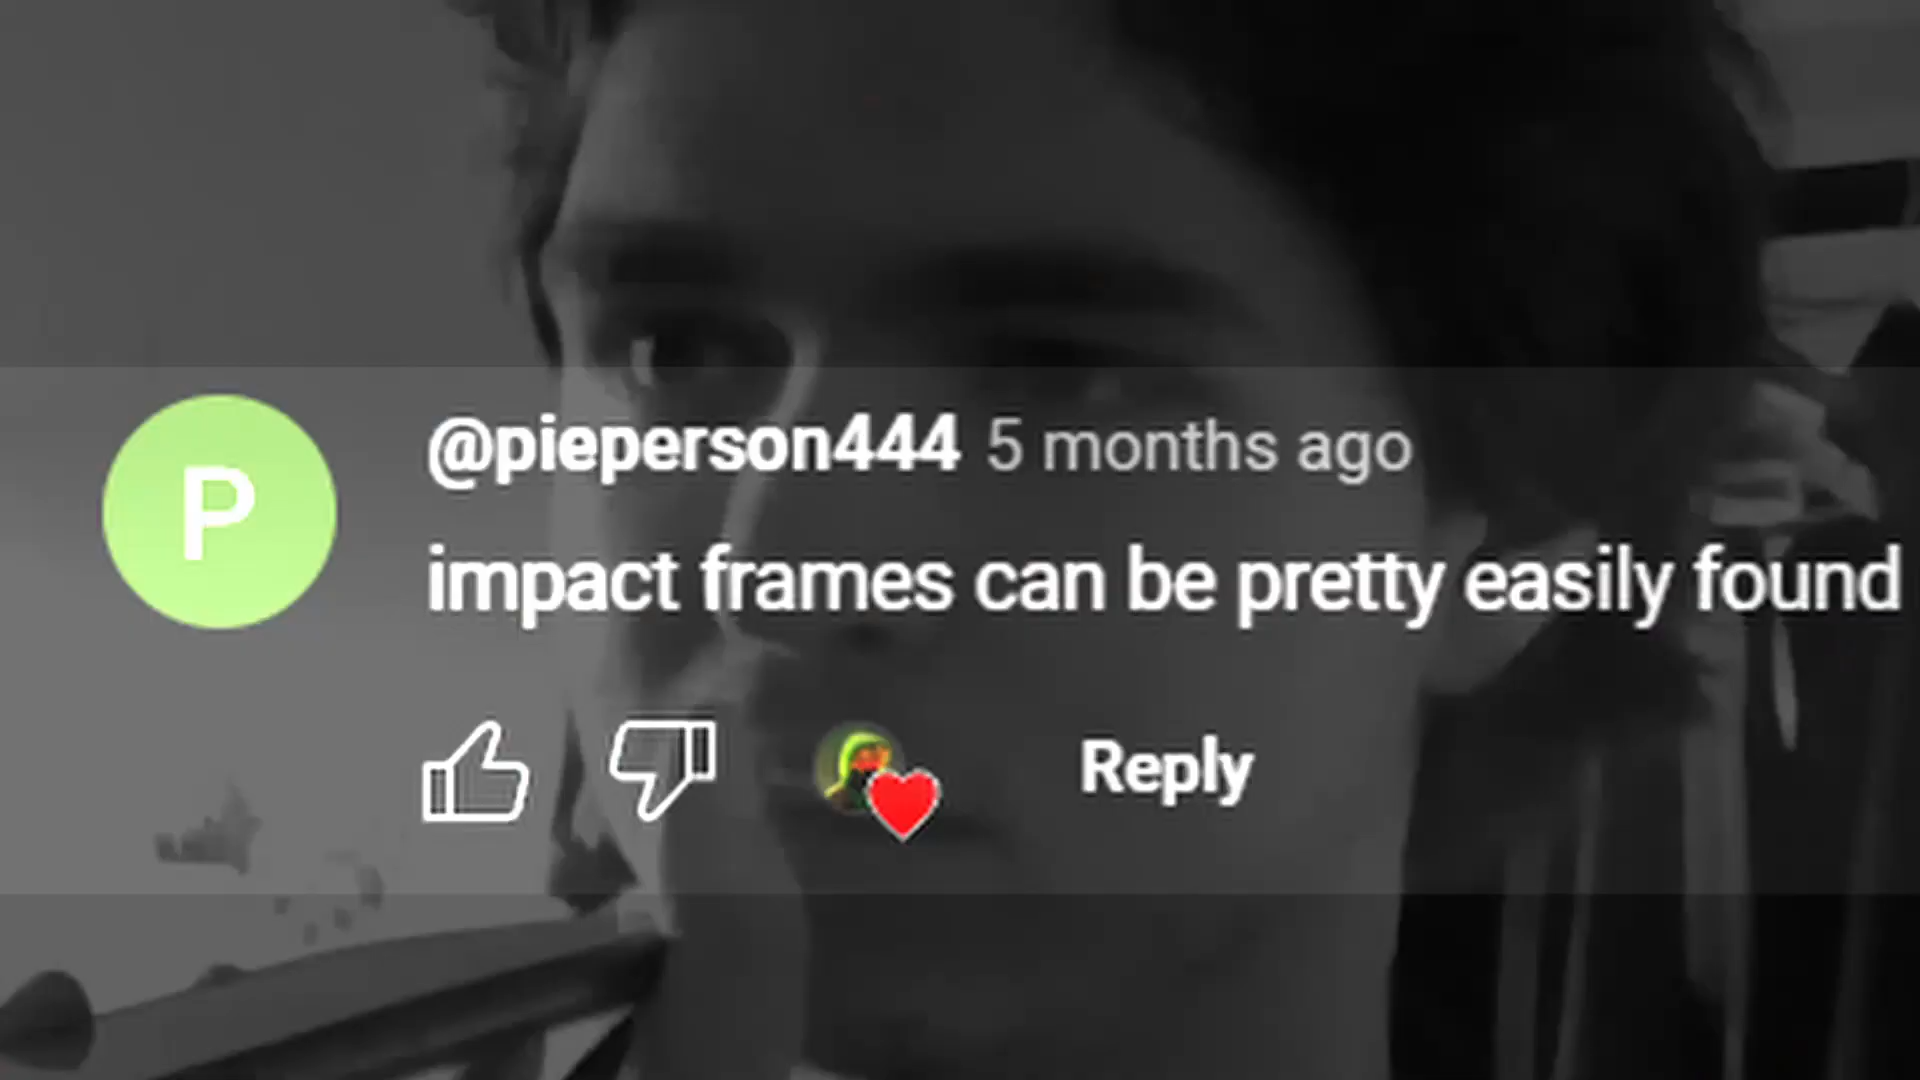 P
@pieperson444 5 months ago
impact frames can be pretty easily found
Reply